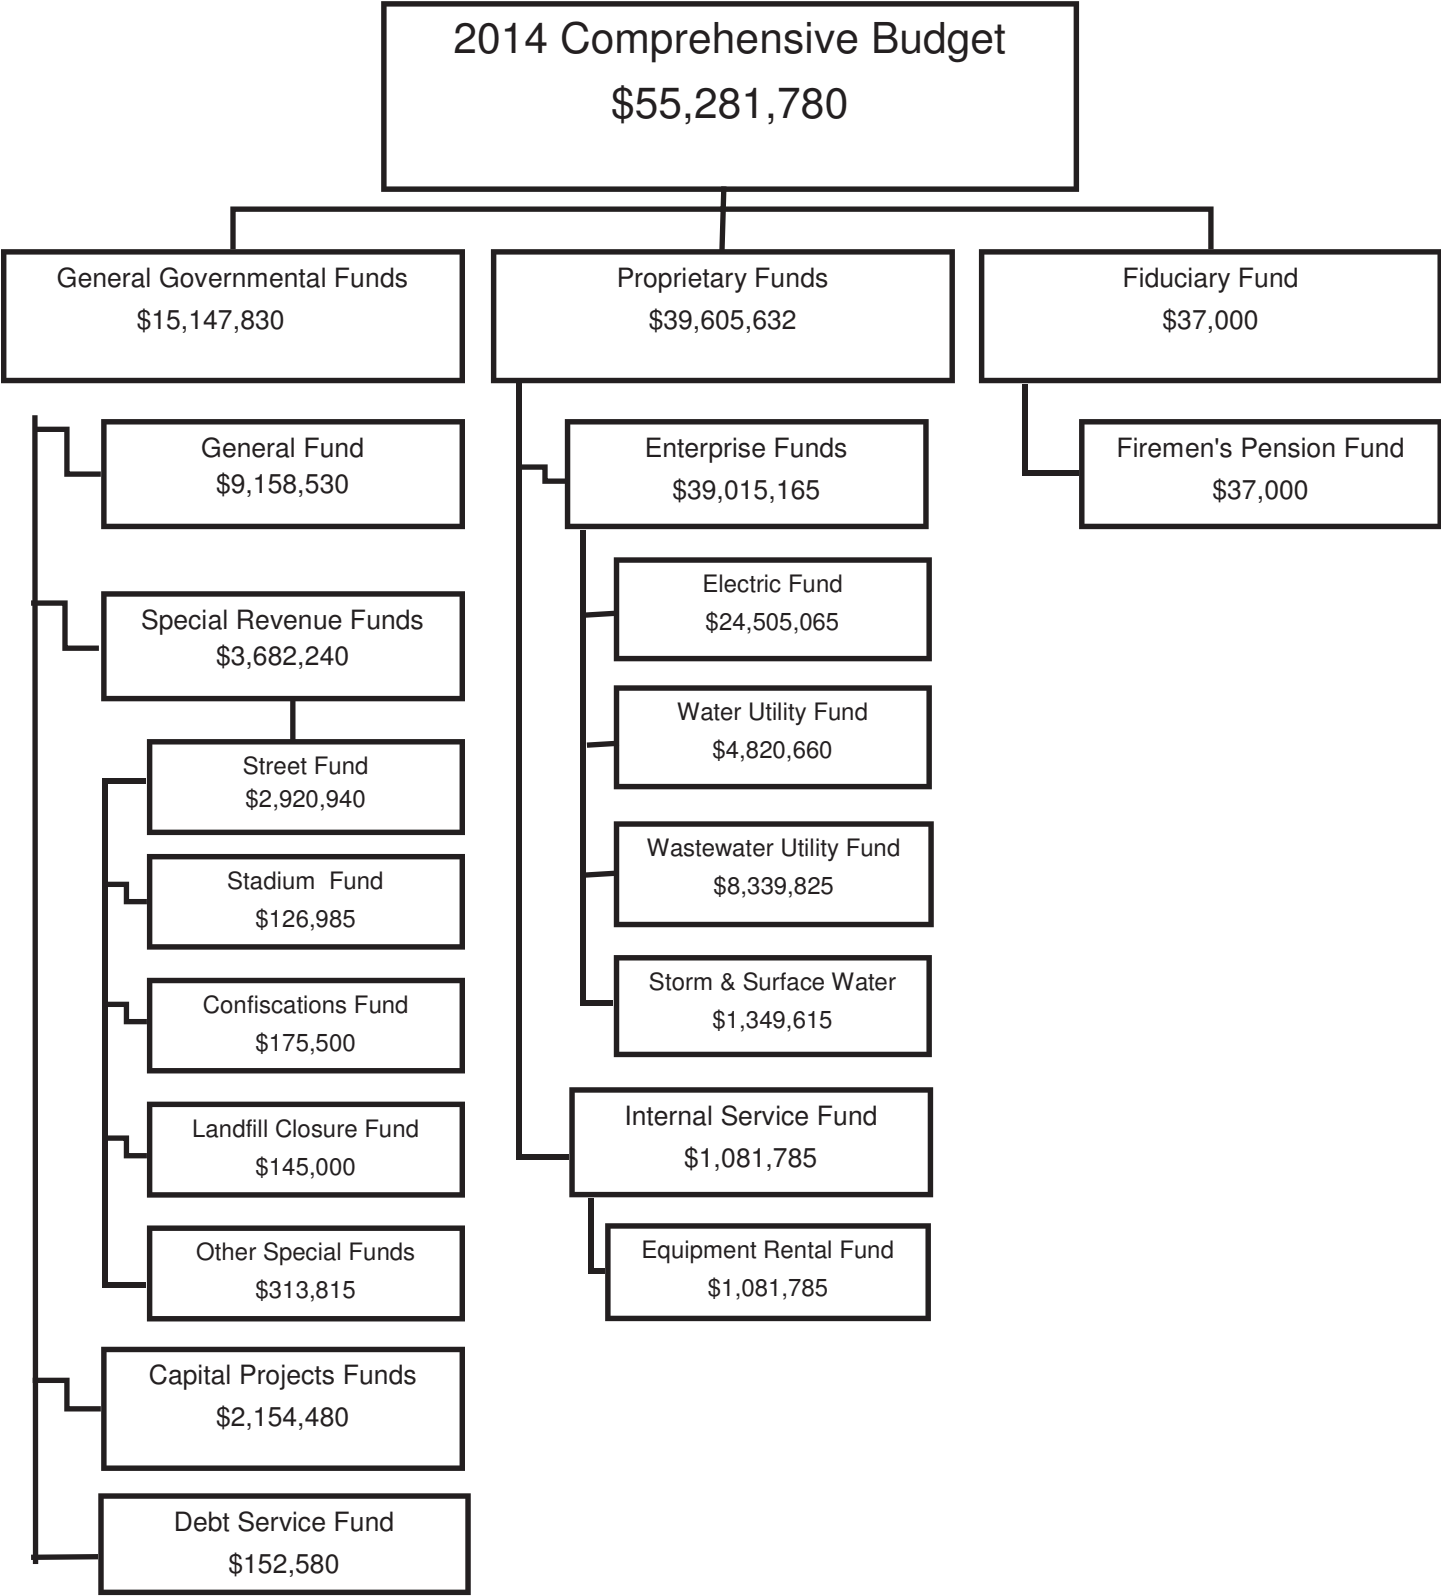 2014 Comprehensive Budget
$55,281,780
General Governmental Funds
$15,147,830
General Fund
$9,158,530
Special Revenue Funds
$3,682,240
Street Fund
$2,920,940
Stadium  Fund
$126,985
Confiscations Fund
$175,500
Landfill Closure Fund
$145,000
Other Special Funds
$313,815
Capital Projects Funds
$2,154,480
Debt Service Fund
$152,580
Proprietary Funds
$39,605,632
Enterprise Funds
$39,015,165
Electric Fund
$24,505,065
Water Utility Fund
$4,820,660
Wastewater Utility Fund
$8,339,825
Storm & Surface Water
$1,349,615
Internal Service Fund
$1,081,785
Equipment Rental Fund
$1,081,785
Fiduciary Fund
$37,000
Firemen's Pension Fund
$37,000